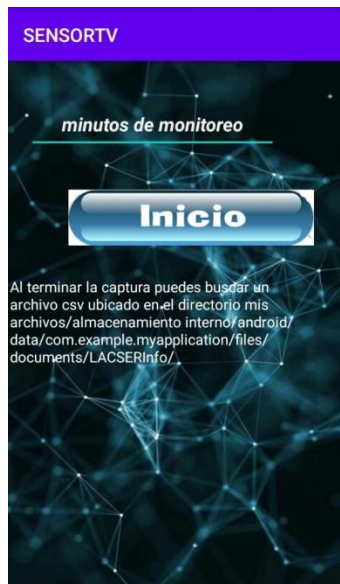 SENSORTV
minutos de monitoreo
Inicio
Al terminar la captura puedes buscar un
archivo csv ubicado en el directorio mis
archivos/almacenamiento interno/android/
data/com.example.myapplication/files/
documents/LACSERInfo/